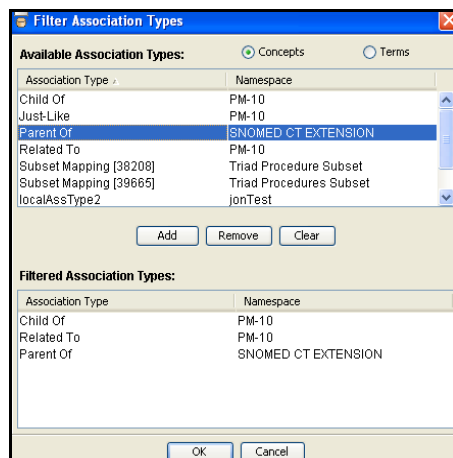 Filter Association Types
Available Association Types: Concepts Terms
Association Type Namespace
Child Of PM-10
Just-Like PM-10
Parent Of SNOMED CT EXTENSION
Related To PM-10
Subset Mapping [38208] Triad Procedure Subset
Subset Mapping [39665] Triad Procedures Subset
localAssType2 jonTest
Add Remove Clear
Filtered Association Types:
Association Type Namespace
Child Of PM-10
Related To PM-10
Parent Of SNOMED CT EXTENSION
OK Cancel